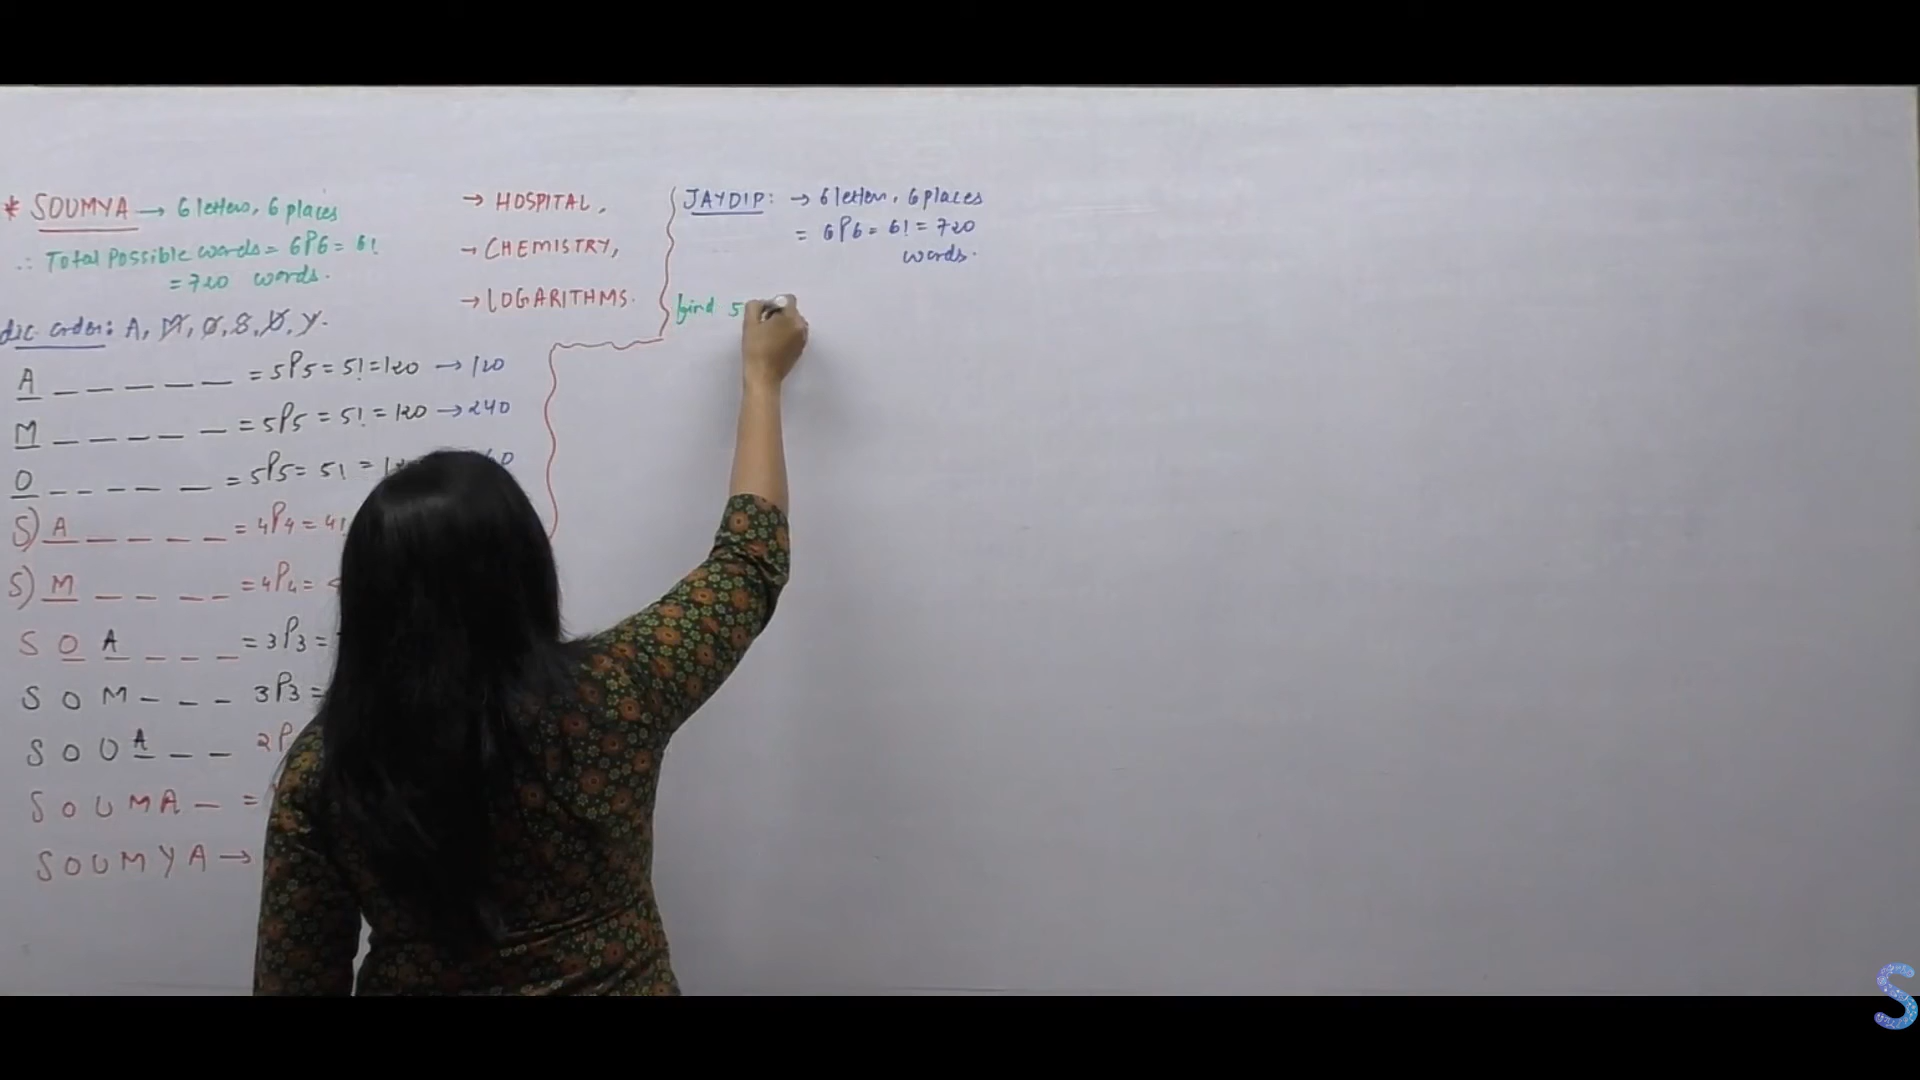 * SOUMYA → 6 letters, 6 places
∴ Total Possible words = 6P6 = 6!
= 720 words.
dic. order: A, M, O, S, U, Y.
A _ _ _ _ _ = 5P5 = 5! = 120 → 120
M _ _ _ _ _ = 5P5 = 5! = 120 → 240
O _ _ _ _ _ = 5P5 = 5! =
S) A _ _ _ _ = 4P4 = 4!
S) M _ _ _ _ = 4P4 =
S O A _ _ _ = 3P3 =
S O M _ _ _ 3P3 =
S O U A _ _ 2P
S O U M A _ =
S O U M Y A →
→ HOSPITAL,
→ CHEMISTRY,
→ LOGARITHMS.
JAYDIP: → 6 letters, 6 places
= 6P6 = 6! = 720
words.
find 5
S